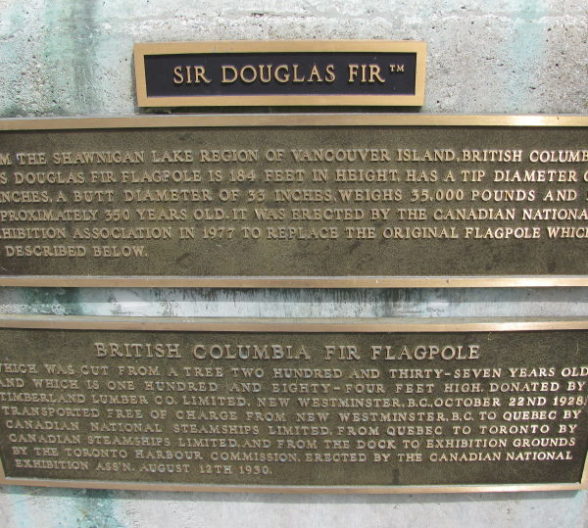 SIR DOUGLAS FIR™
M THE SHAWNIGAN LAKE REGION OF VANCOUVER ISLAND, BRITISH COLUMB
S DOUGLAS FIR FLAGPOLE IS 184 FEET IN HEIGHT, HAS A TIP DIAMETER O
NCHES, A BUTT DIAMETER OF 33 INCHES, WEIGHS 35,000 POUNDS AND
PROXIMATELY 350 YEARS OLD. IT WAS ERECTED BY THE CANADIAN NATIONA
HIBITION ASSOCIATION IN 1977 TO REPLACE THE ORIGINAL FLAGPOLE WHICH
DESCRIBED BELOW.
BRITISH COLUMBIA FIR FLAGPOLE
WHICH WAS CUT FROM A TREE TWO HUNDRED AND THIRTY-SEVEN YEARS OLD
AND WHICH IS ONE HUNDRED AND EIGHTY-FOUR FEET HIGH. DONATED BY
TIMBERLAND LUMBER CO. LIMITED, NEW WESTMINSTER, B.C., OCTOBER 22ND 1928
TRANSPORTED FREE OF CHARGE FROM NEW WESTMINSTER, B.C. TO QUEBEC BY
CANADIAN NATIONAL STEAMSHIPS LIMITED, FROM QUEBEC TO TORONTO BY
CANADIAN STEAMSHIPS LIMITED, AND FROM THE DOCK TO EXHIBITION GROUNDS
BY THE TORONTO HARBOUR COMMISSION. ERECTED BY THE CANADIAN NATIONAL
EXHIBITION ASS'N. AUGUST 12TH 1930.